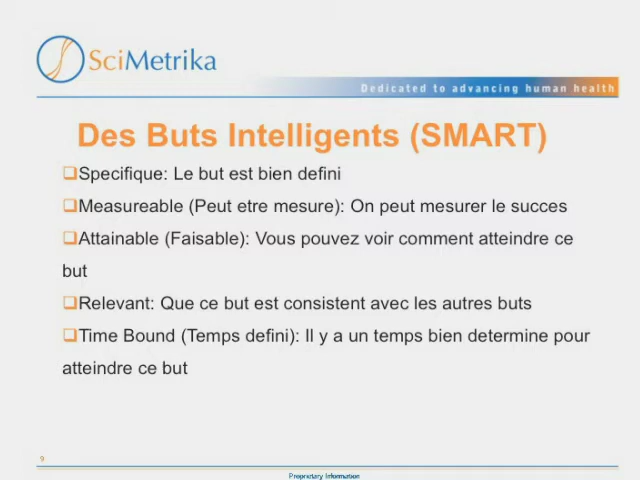 SciMetrika
Dedicated to advancing human health
Des Buts Intelligents (SMART)
❑Specifique: Le but est bien defini
❑Measureable (Peut etre mesure): On peut mesurer le succes
❑Attainable (Faisable): Vous pouvez voir comment atteindre ce
but
❑Relevant: Que ce but est consistent avec les autres buts
❑Time Bound (Temps defini): Il y a un temps bien determine pour
atteindre ce but
9
Proprietary Information